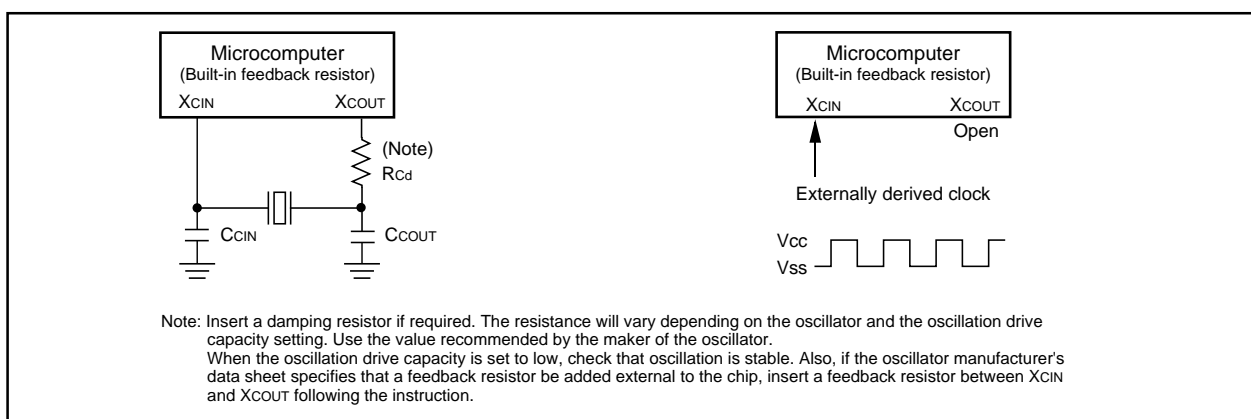 Microcomputer
(Built-in feedback resistor)
XCIN XCOUT
(Note)
RCd
CCIN CCOUT
Microcomputer
(Built-in feedback resistor)
XCIN XCOUT
Open
Externally derived clock
Vcc
Vss
Note: Insert a damping resistor if required. The resistance will vary depending on the oscillator and the oscillation drive
capacity setting. Use the value recommended by the maker of the oscillator.
When the oscillation drive capacity is set to low, check that oscillation is stable. Also, if the oscillator manufacturer's
data sheet specifies that a feedback resistor be added external to the chip, insert a feedback resistor between XCIN
and XCOUT following the instruction.